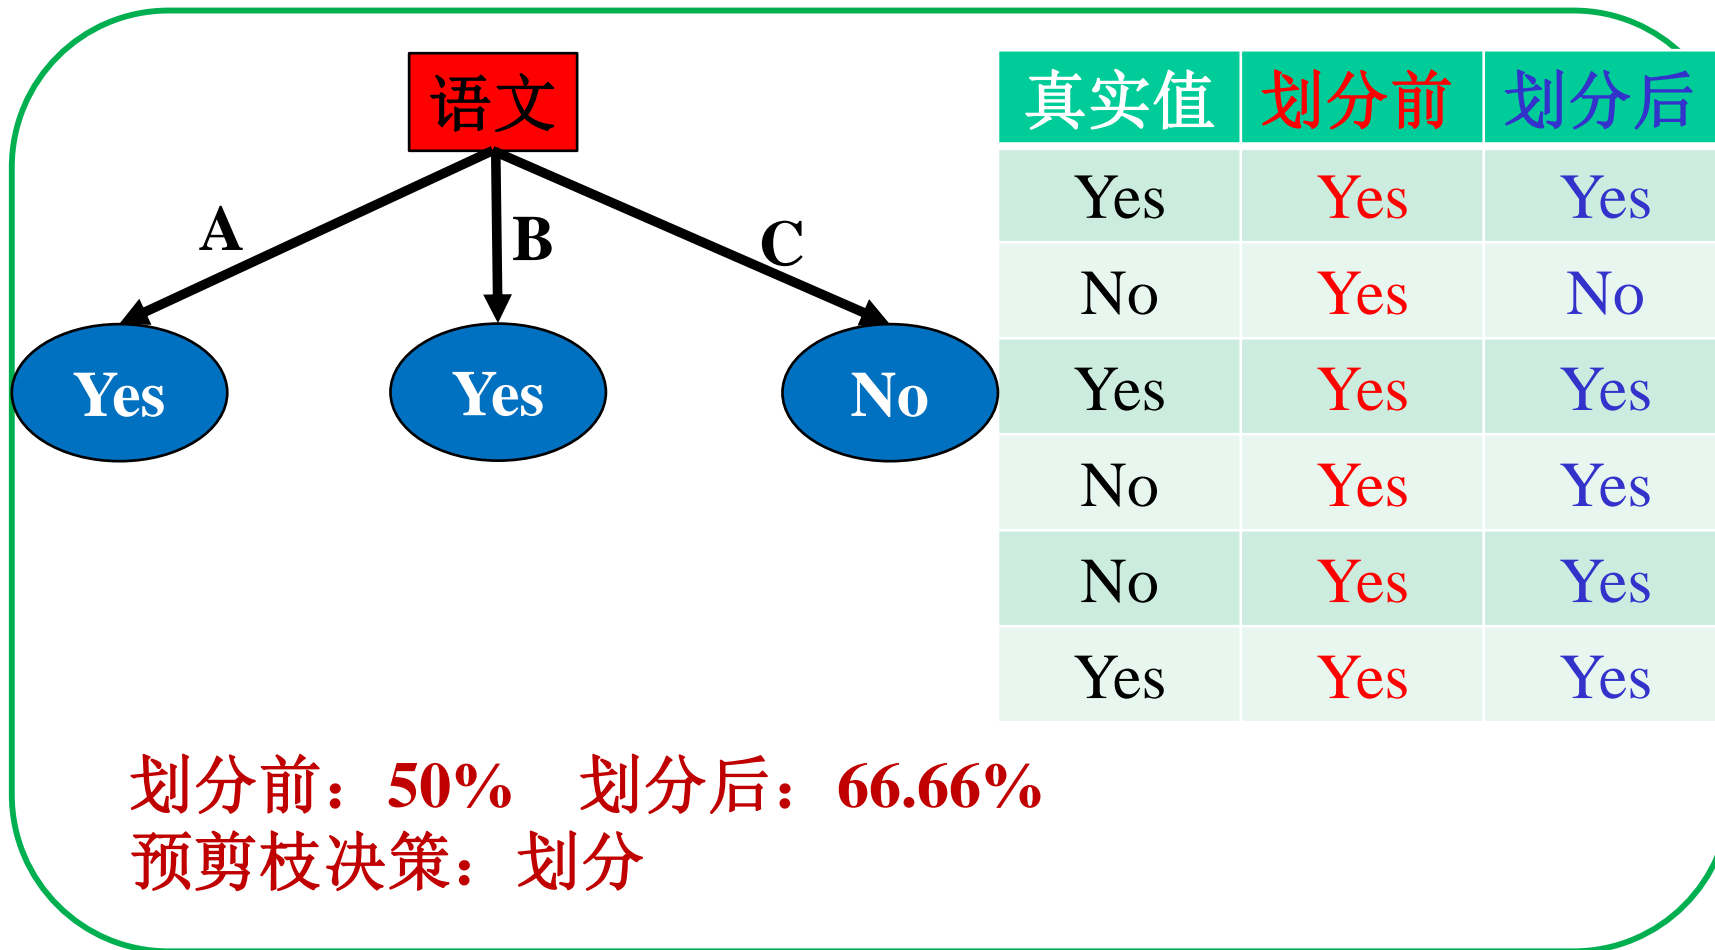 语文
A
B
C
Yes
Yes
No
真实值 划分前 划分后
Yes Yes Yes
No Yes No
Yes Yes Yes
No Yes Yes
No Yes Yes
Yes Yes Yes
划分前：50% 划分后：66.66%
预剪枝决策：划分